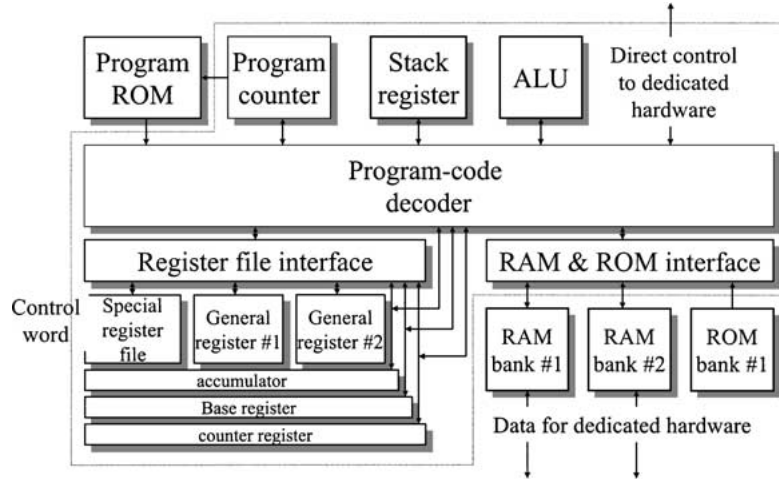 Program
ROM
Program
counter
Stack
register
ALU
Direct control
to dedicated
hardware
Program-code
decoder
Register file interface
RAM & ROM interface
Control
word
Special
register
file
General
register #1
General
register #2
RAM
bank #1
RAM
bank #2
ROM
bank #1
accumulator
Base register
counter register
Data for dedicated hardware